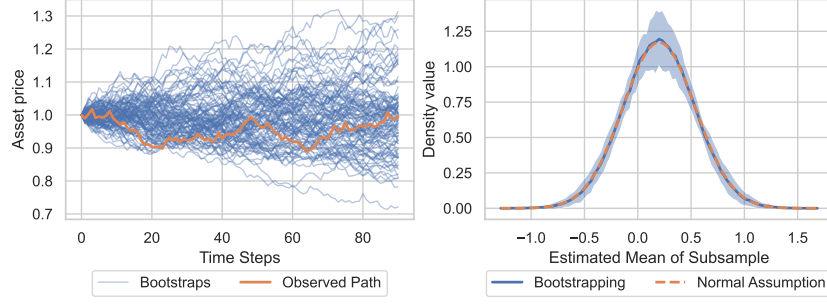 1.3
1.2
1.1
1.0
0.9
0.8
0.7
Asset price
0 20 40 60 80
Time Steps
Bootstraps Observed Path
1.25
1.00
0.75
0.50
0.25
0.00
Density value
−1.0 −0.5 0.0 0.5 1.0 1.5
Estimated Mean of Subsample
Bootstrapping Normal Assumption